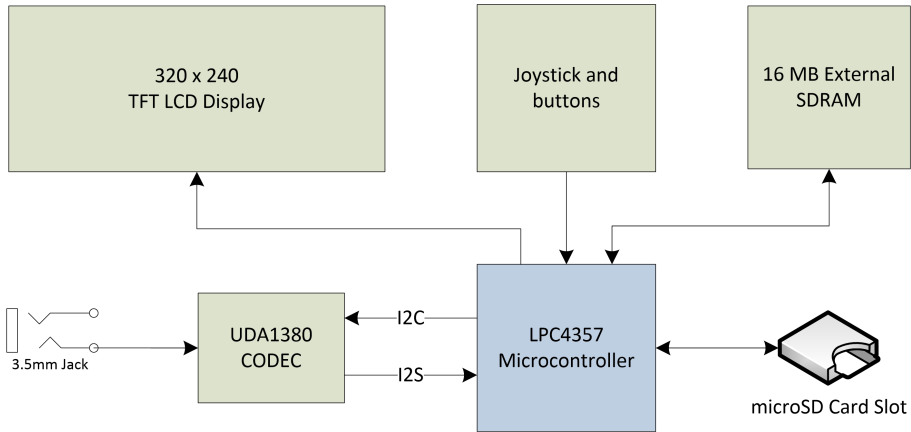 320 x 240
TFT LCD Display
Joystick and
buttons
16 MB External
SDRAM
3.5mm Jack
UDA1380
CODEC
I2C
I2S
LPC4357
Microcontroller
microSD Card Slot